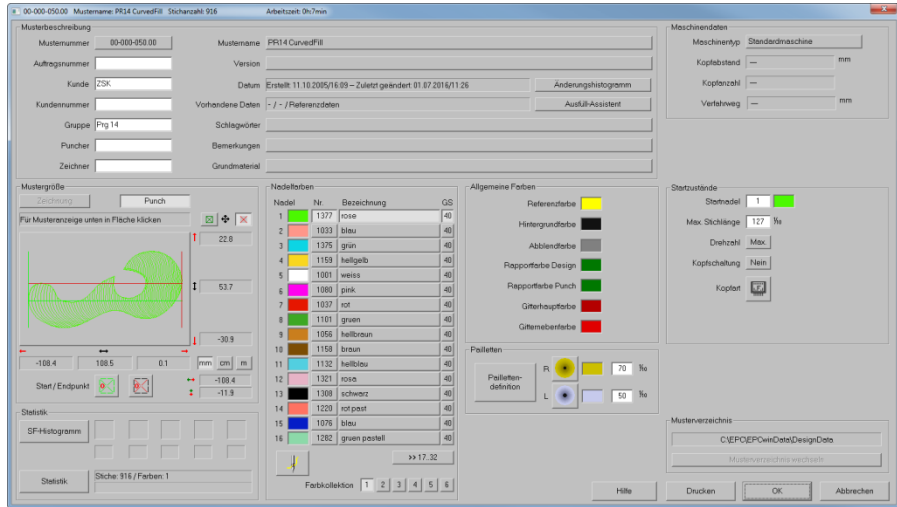 00-000-050.00 Mustername: PR14 CurvedFill Stichanzahl: 916 Arbeitszeit: 0h:7min
Musterbeschreibung
Musternummer 00-000-050.00 Mustername PR14 CurvedFill
Auftragsnummer Version
Kunde ZSK Datum Erstellt: 11.10.2005/16:09 -- Zuletzt geändert: 01.07.2016/11:26 Änderungshistogramm
Kundennummer Vorhandene Daten - / - / Referenzdaten Ausfüll-Assistent
Gruppe Prg 14 Schlagwörter
Puncher Bemerkungen
Zeichner Grundmaterial
Maschinendaten
Maschinentyp Standardmaschine
Kopfabstand --- mm
Kopfanzahl ---
Verfahrweg --- mm
Mustergröße
Zeichnung Punch
Für Musteranzeige unten in Fläche klicken
22.8
53.7
-30.9
-108.4 108.5 0.1 mm cm m
Start / Endpunkt -108.4
-11.9
Statistik
SF-Histogramm
Statistik Stiche: 916 / Farben: 1
Nadelfarben
Nadel Nr. Bezeichnung GS
1 1377 rose 40
2 1033 blau 40
3 1375 grün 40
4 1159 hellgelb 40
5 1001 weiss 40
6 1080 pink 40
7 1037 rot 40
8 1101 gruen 40
9 1056 hellbraun 40
10 1158 braun 40
11 1132 hellblau 40
12 1321 rosa 40
13 1308 schwarz 40
14 1220 rot past 40
15 1076 blau 40
16 1282 gruen pastell 40
>> 17..32
Farbkollektion 1 2 3 4 5 6
Allgemeine Farben
Referenzfarbe
Hintergrundfarbe
Abblendfarbe
Rapportfarbe Design
Rapportfarbe Punch
Gitterhauptfarbe
Gitternebenfarbe
Pailletten
Pailletten-
definition
R 70 ⅒
L 50 ⅒
Startzustände
Startnadel 1
Max. Stichlänge 127 ⅒
Drehzahl Max.
Kopfschaltung Nein
Kopfart
Musterverzeichnis
C:\EPC\EPCwinData\DesignData
Musterverzeichnis wechseln
Hilfe Drucken OK Abbrechen